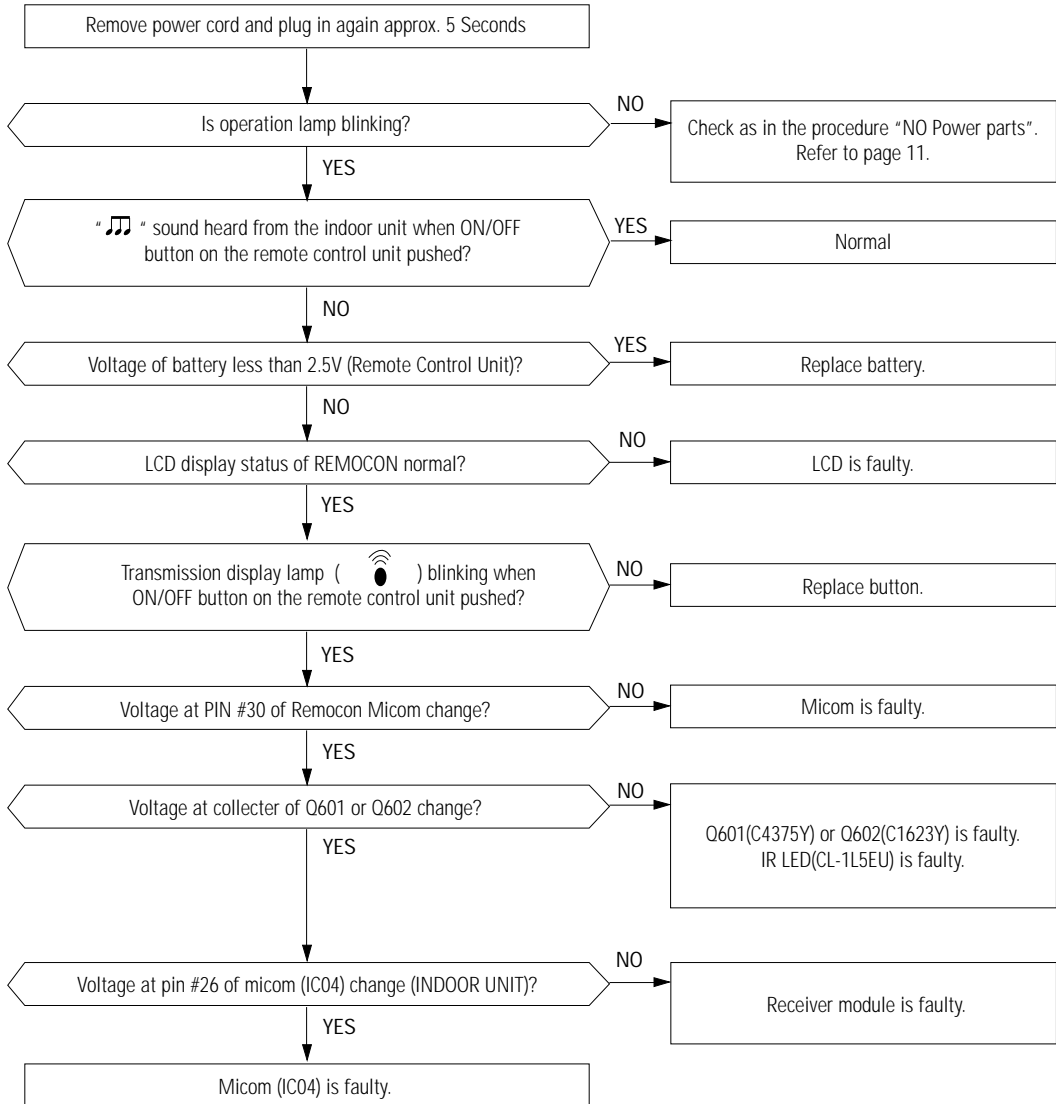 Remove power cord and plug in again approx. 5 Seconds
Is operation lamp blinking?
NO
Check as in the procedure "NO Power parts".
Refer to page 11.
YES
" ♫ " sound heard from the indoor unit when ON/OFF
button on the remote control unit pushed?
YES
Normal
NO
Voltage of battery less than 2.5V (Remote Control Unit)?
YES
Replace battery.
NO
LCD display status of REMOCON normal?
NO
LCD is faulty.
YES
Transmission display lamp ( ) blinking when
ON/OFF button on the remote control unit pushed?
NO
Replace button.
YES
Voltage at PIN #30 of Remocon Micom change?
NO
Micom is faulty.
YES
Voltage at collecter of Q601 or Q602 change?
NO
Q601(C4375Y) or Q602(C1623Y) is faulty.
IR LED(CL-1L5EU) is faulty.
YES
Voltage at pin #26 of micom (IC04) change (INDOOR UNIT)?
NO
Receiver module is faulty.
YES
Micom (IC04) is faulty.